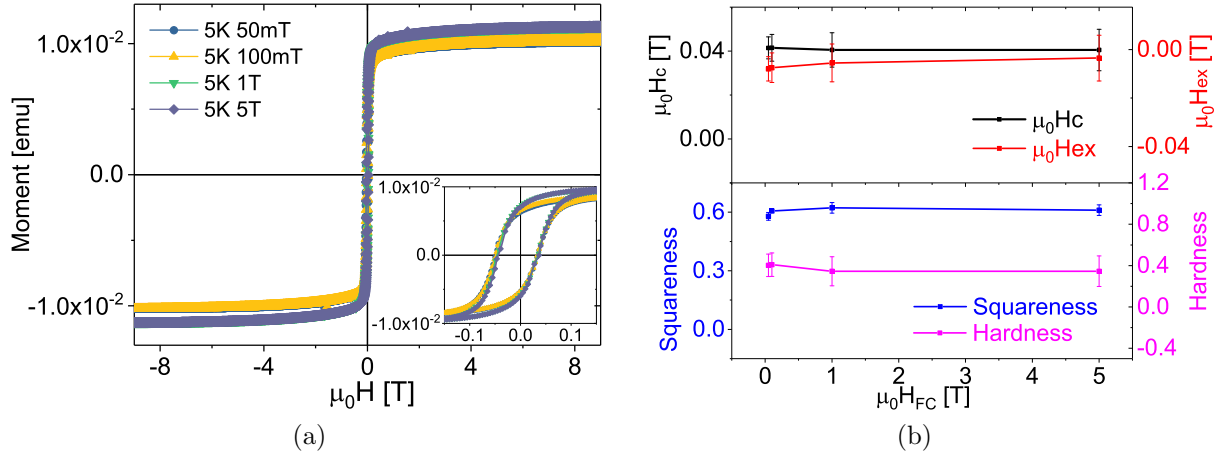 5K 50mT
5K 100mT
5K 1T
5K 5T
Moment [emu]
1.0x10⁻²
0.0
-1.0x10⁻²
-8 -4 0 4 8
μ₀H [T]
1.0x10⁻²
0.0
-1.0x10⁻²
-0.1 0.0 0.1
(a)
μ₀Hc [T]
0.04
0.00
0.00
-0.04
μ₀Hex [T]
μ₀Hc
μ₀Hex
Squareness
0.6
0.3
0.0
1.2
0.8
0.4
0.0
-0.4
Hardness
Squareness
Hardness
0 1 2 3 4 5
μ₀H_FC [T]
(b)